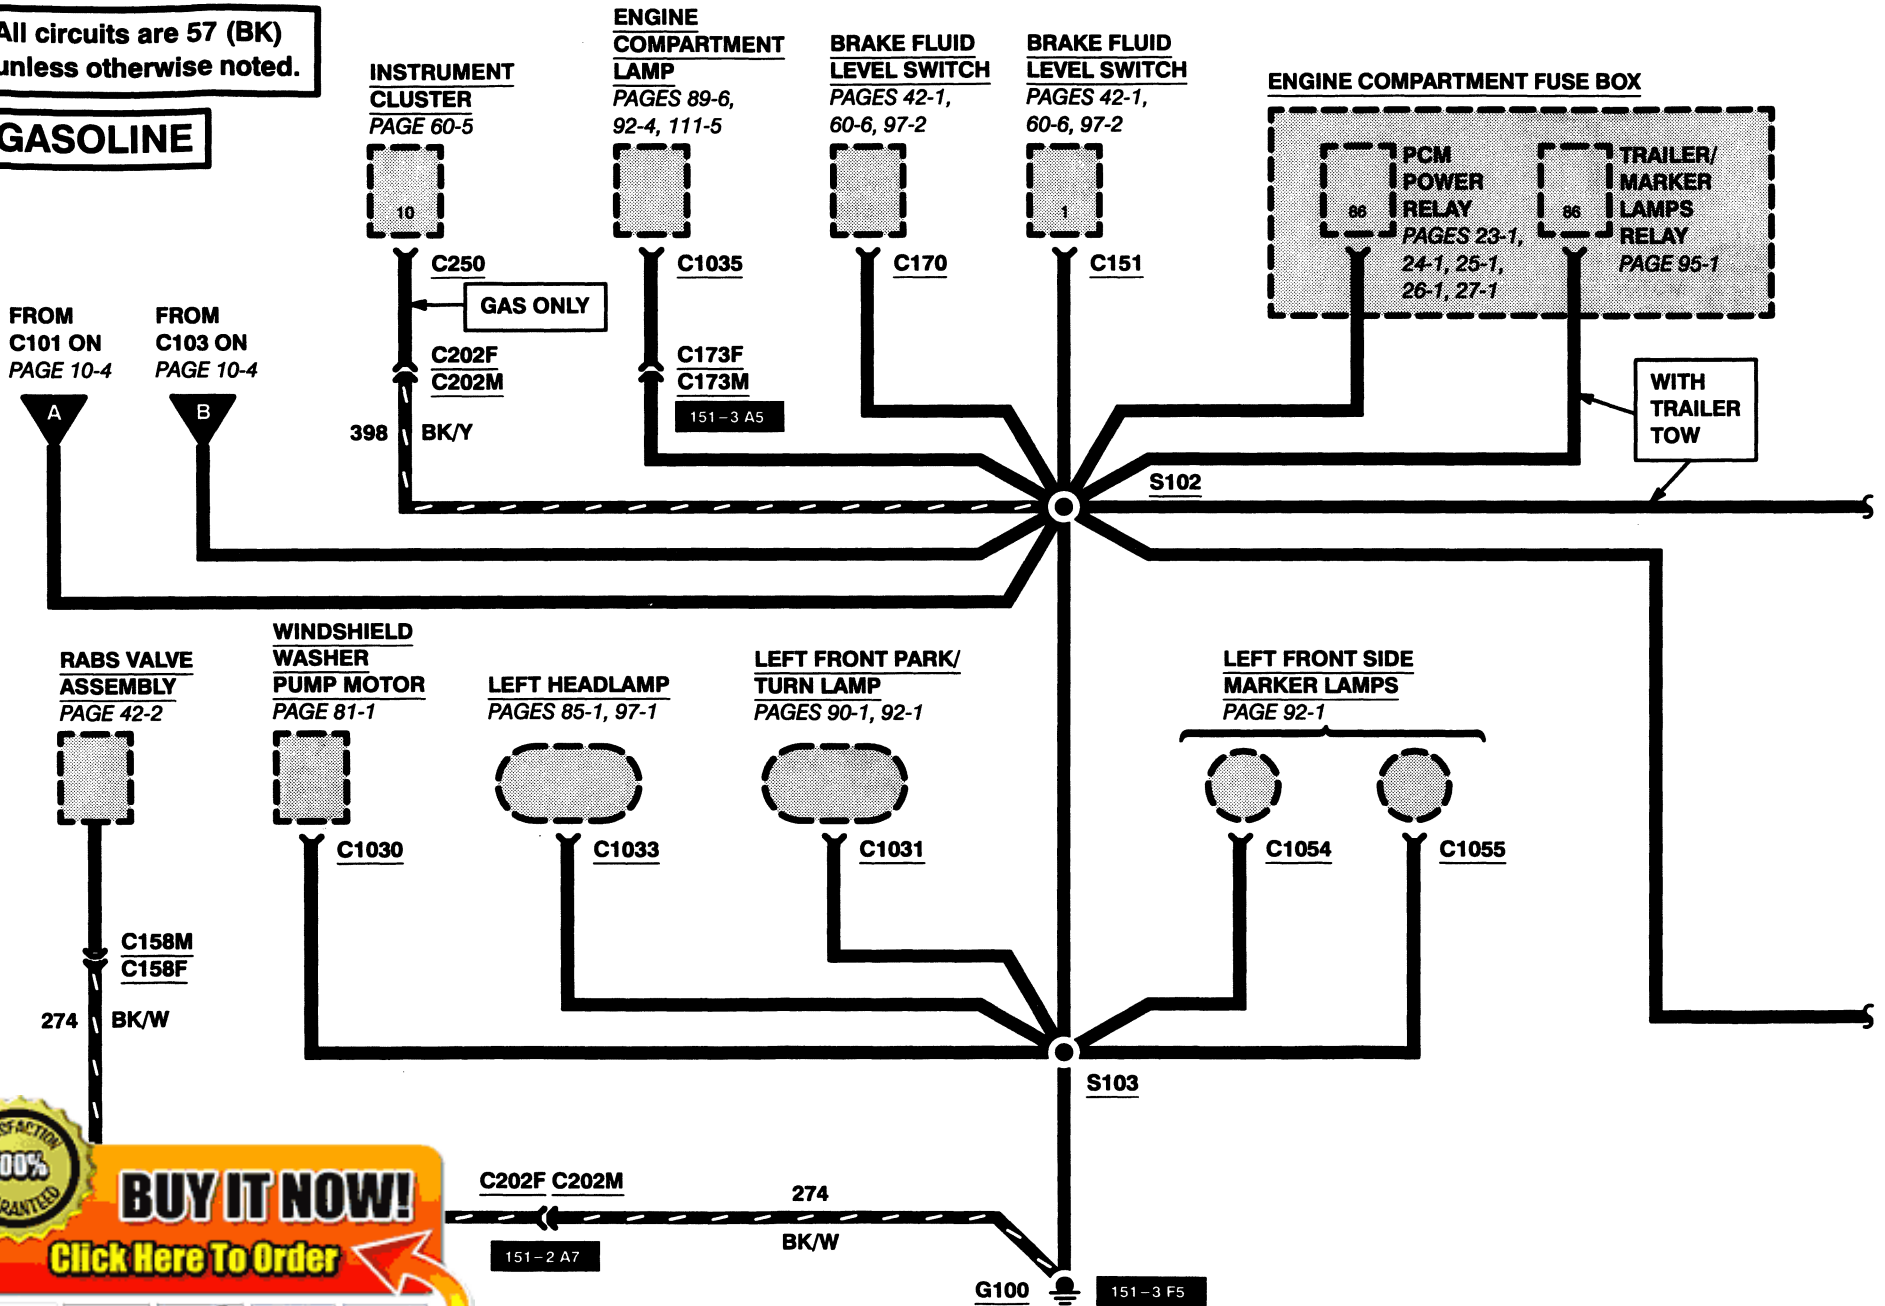 All circuits are 57 (BK)
unless otherwise noted.
GASOLINE
INSTRUMENT
CLUSTER
PAGE 60-5
10
C250
GAS ONLY
C202F
C202M
398 BK/Y
ENGINE
COMPARTMENT
LAMP
PAGES 89-6,
92-4, 111-5
C1035
C173F
C173M
151-3 A5
BRAKE FLUID
LEVEL SWITCH
PAGES 42-1,
60-6, 97-2
C170
BRAKE FLUID
LEVEL SWITCH
PAGES 42-1,
60-6, 97-2
1
C151
ENGINE COMPARTMENT FUSE BOX
86
PCM
POWER
RELAY
PAGES 23-1,
24-1, 25-1,
26-1, 27-1
86
TRAILER/
MARKER
LAMPS
RELAY
PAGE 95-1
WITH
TRAILER
TOW
FROM
C101 ON
PAGE 10-4
A
FROM
C103 ON
PAGE 10-4
B
S102
RABS VALVE
ASSEMBLY
PAGE 42-2
C158M
C158F
274 BK/W
WINDSHIELD
WASHER
PUMP MOTOR
PAGE 81-1
C1030
LEFT HEADLAMP
PAGES 85-1, 97-1
C1033
LEFT FRONT PARK/
TURN LAMP
PAGES 90-1, 92-1
C1031
LEFT FRONT SIDE
MARKER LAMPS
PAGE 92-1
C1054
C1055
S103
BUY IT NOW!
Click Here To Order
C202F C202M
151-2 A7
274
BK/W
G100
151-3 F5